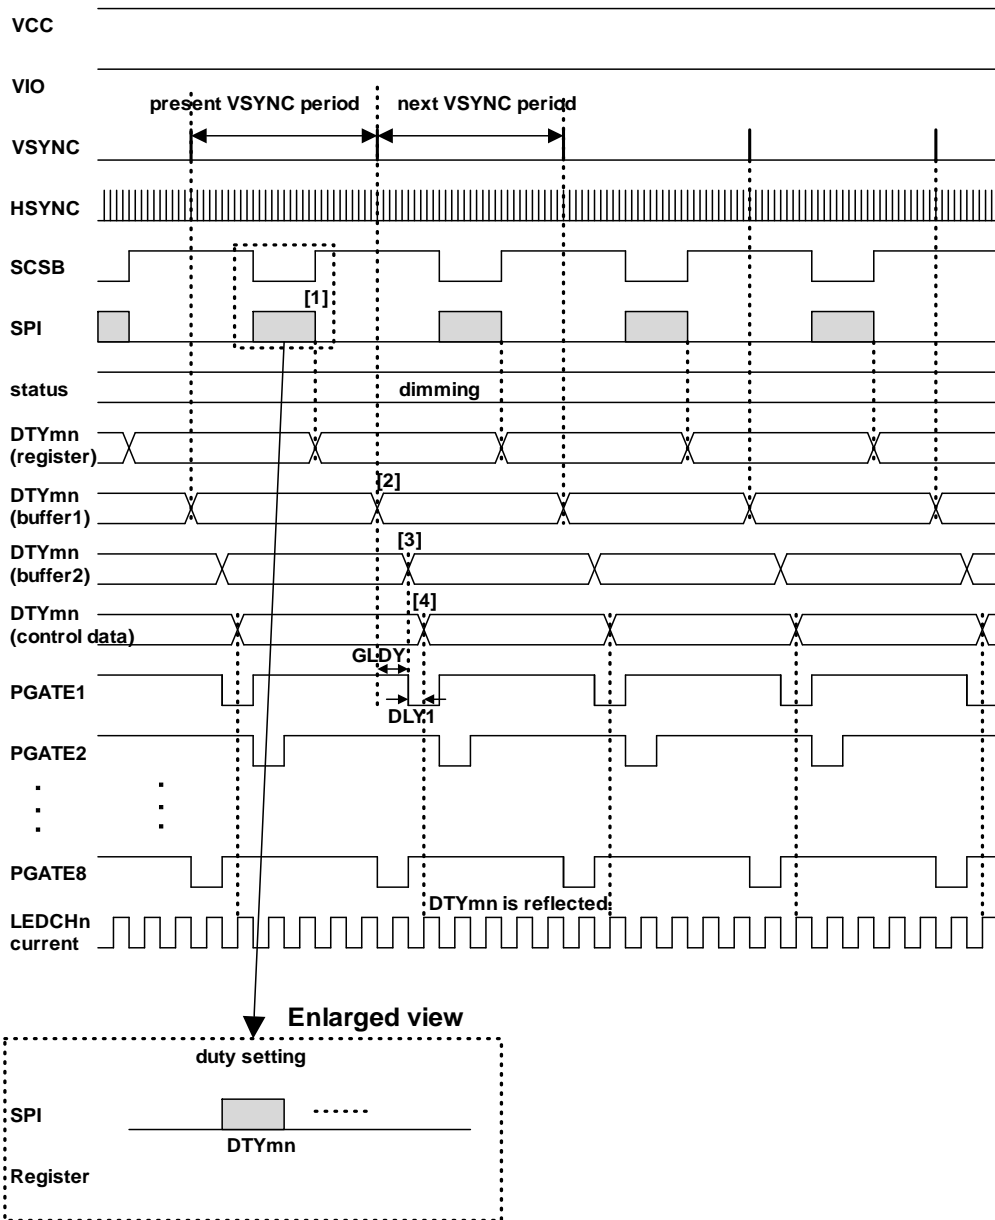 VCC
VIO
present VSYNC period
next VSYNC period
VSYNC
HSYNC
SCSB
[1]
SPI
status
dimming
DTYmn
(register)
[2]
DTYmn
(buffer1)
[3]
DTYmn
(buffer2)
[4]
DTYmn
(control data)
GLDY
PGATE1
DLY1
PGATE2
PGATE8
DTYmn is reflected
LEDCHn
current
Enlarged view
duty setting
SPI
DTYmn
Register